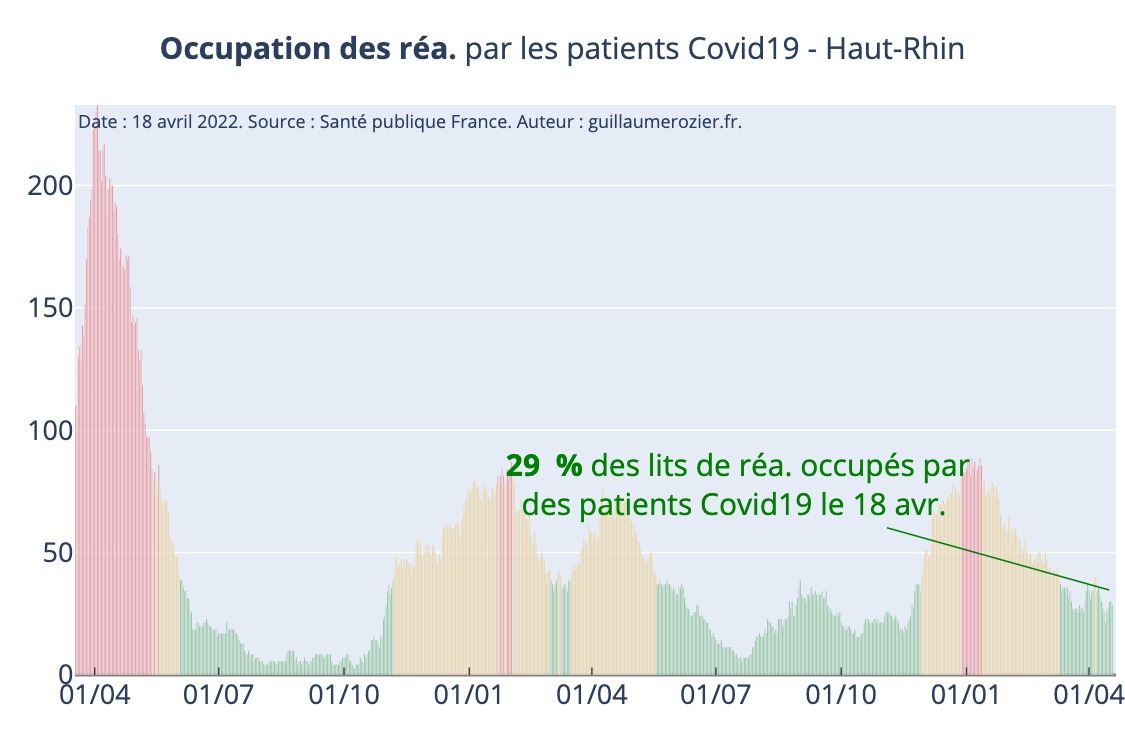 Occupation des réa. par les patients Covid19 - Haut-Rhin
Date : 18 avril 2022. Source : Santé publique France. Auteur : guillaumerozier.fr.
200
150
100
50
0
29  % des lits de réa. occupés par
des patients Covid19 le 18 avr.
01/04 01/07 01/10 01/01 01/04 01/07 01/10 01/01 01/04